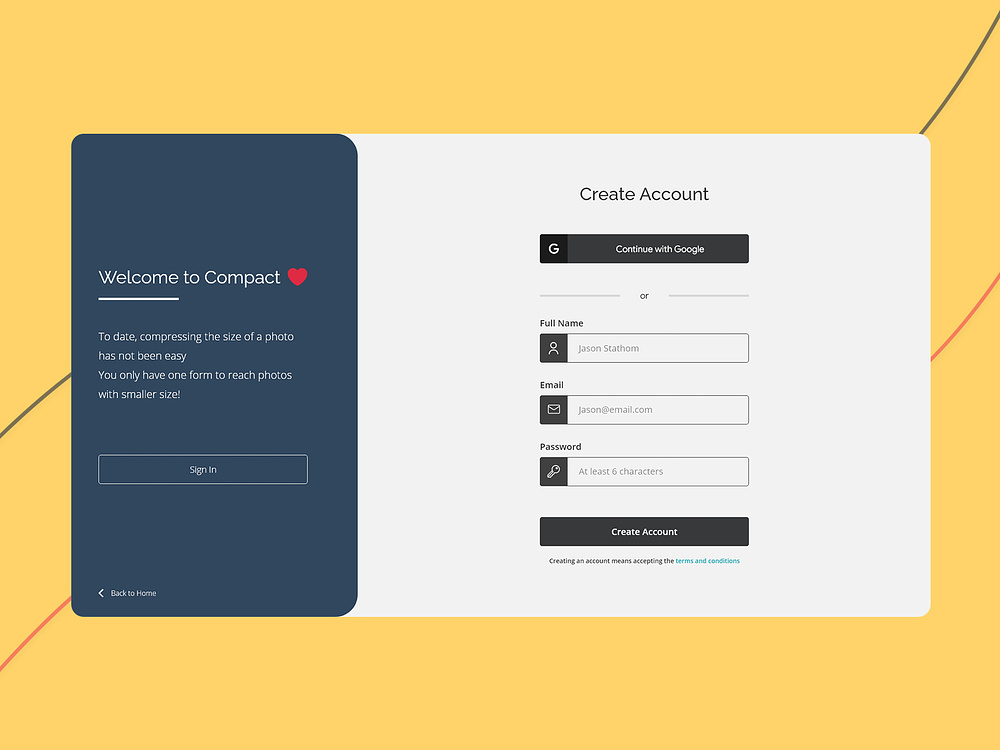 Welcome to Compact
To date, compressing the size of a photo
has not been easy
You only have one form to reach photos
with smaller size!
Sign In
Back to Home
Create Account
G
Continue with Google
or
Full Name
Jason Stathom
Email
Jason@email.com
Password
At least 6 characters
Create Account
Creating an account means accepting the terms and conditions